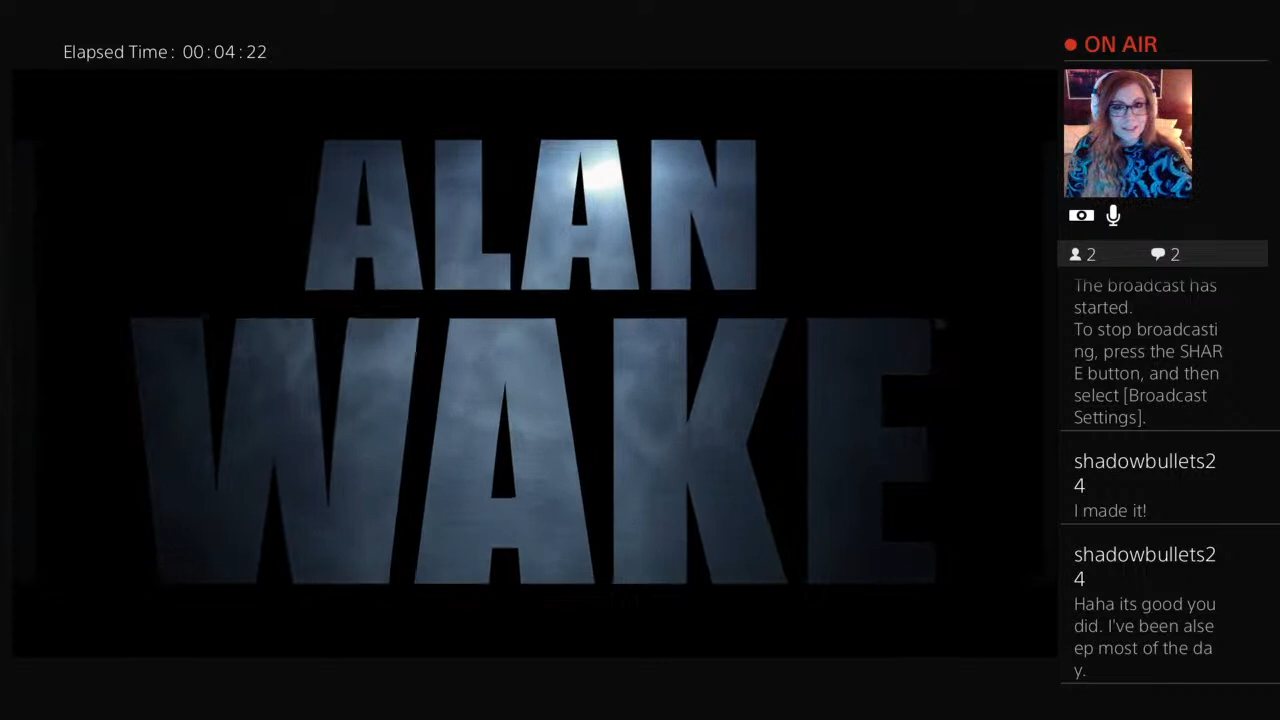 Elapsed Time: 00:04:22
ALAN
WAKE
ON AIR
2 2
The broadcast has
started.
To stop broadcasti
ng, press the SHAR
E button, and then
select [Broadcast
Settings].
shadowbullets2
4
I made it!
shadowbullets2
4
Haha its good you
did. I've been alse
ep most of the da
y.